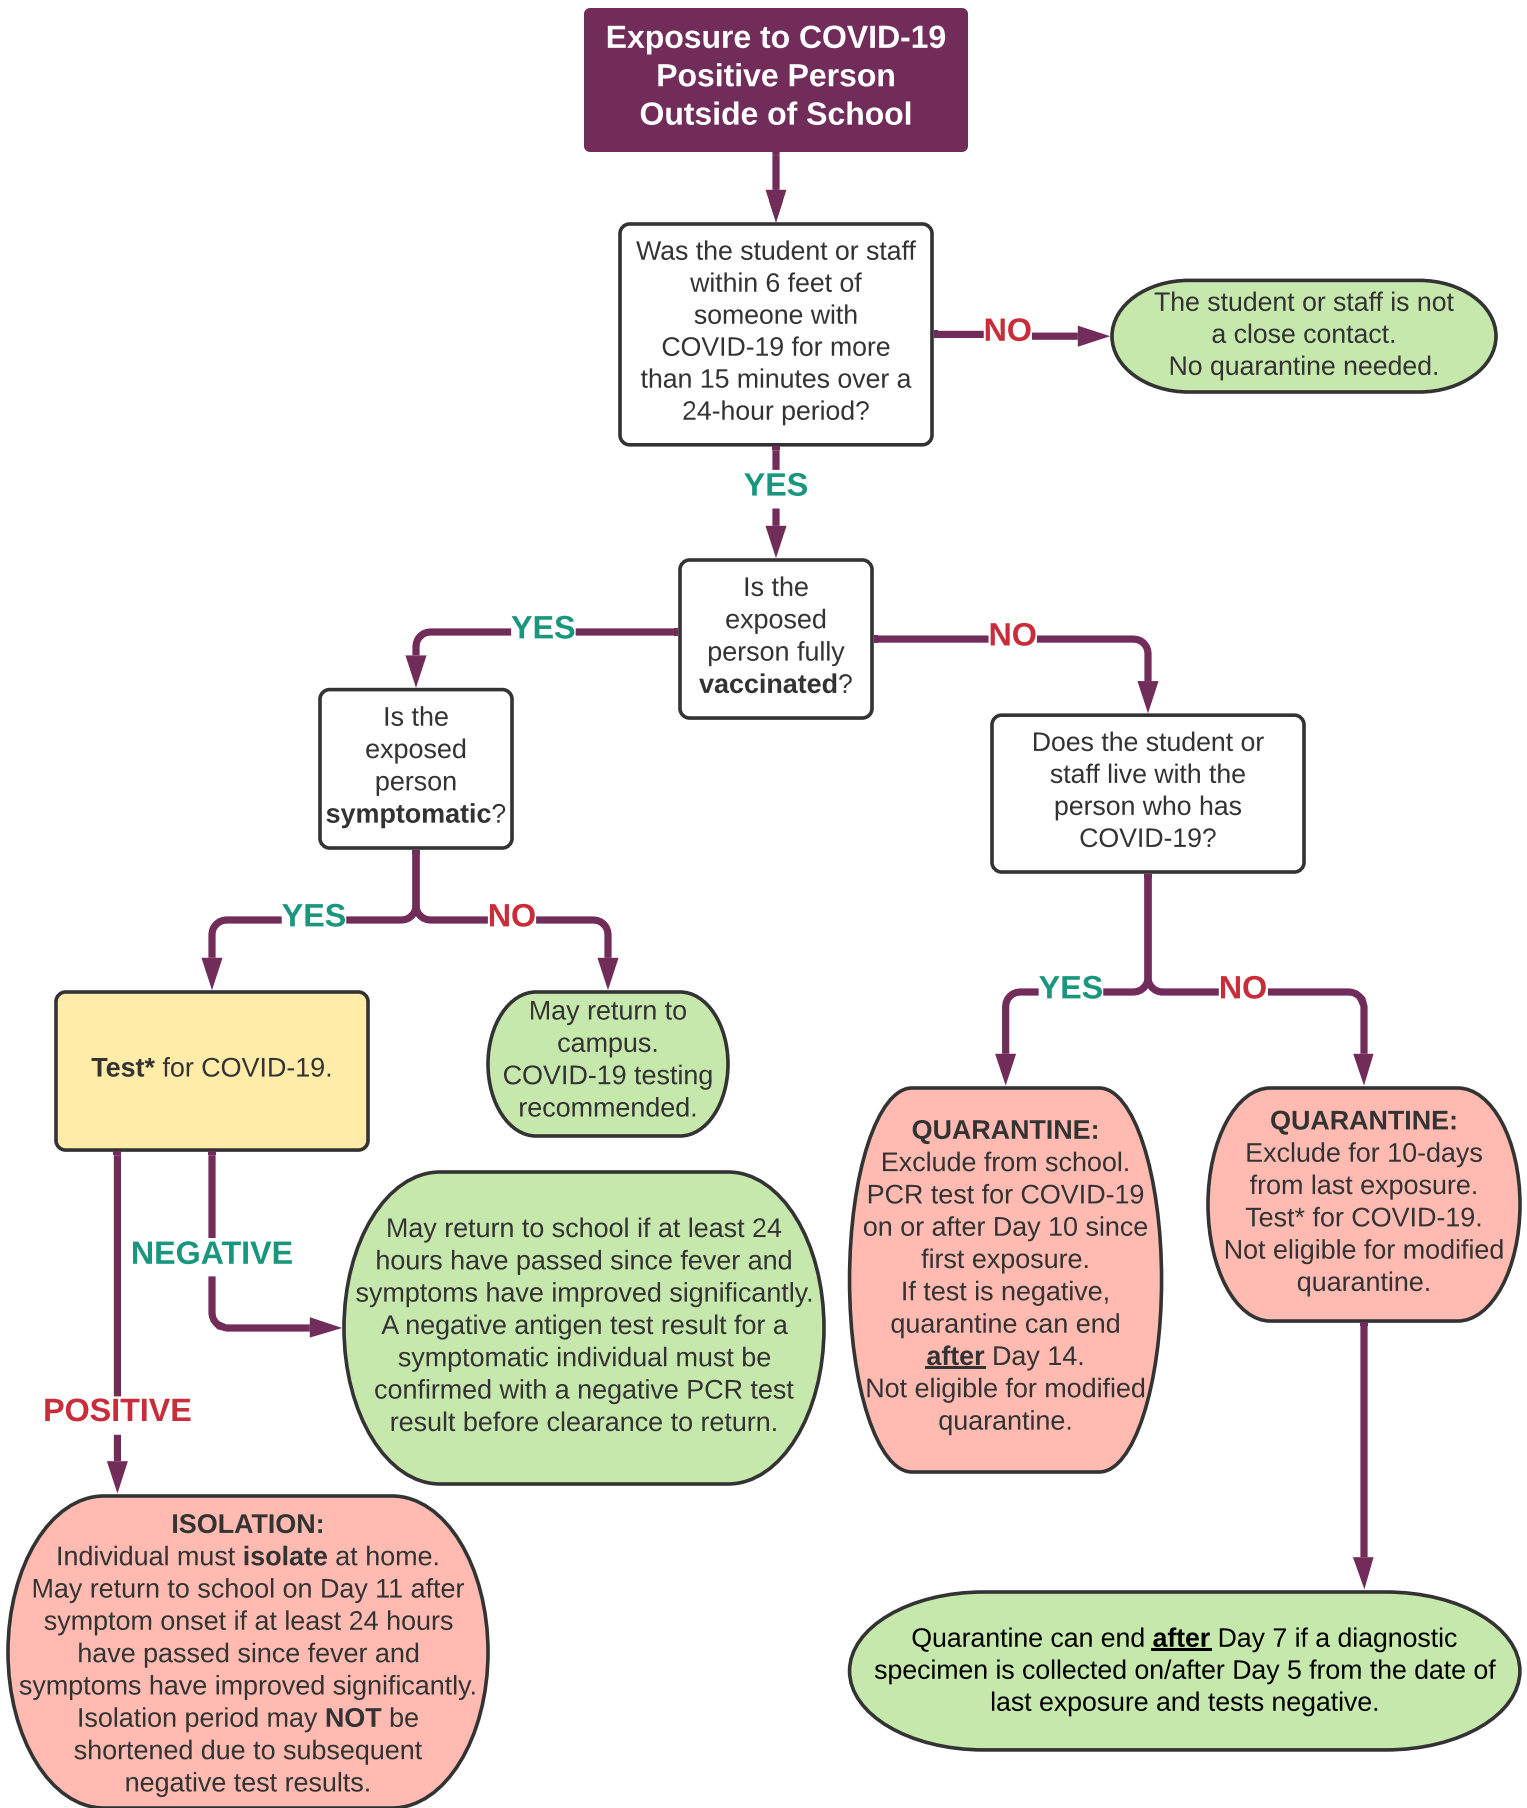 Exposure to COVID-19
Positive Person
Outside of School
Was the student or staff
within 6 feet of
someone with
COVID-19 for more
than 15 minutes over a
24-hour period?
NO
The student or staff is not
a close contact.
No quarantine needed.
YES
Is the
exposed
person fully
vaccinated?
YES
NO
Is the
exposed
person
symptomatic?
Does the student or
staff live with the
person who has
COVID-19?
YES
NO
Test* for COVID-19.
May return to
campus.
COVID-19 testing
recommended.
YES
NO
QUARANTINE:
Exclude from school.
PCR test for COVID-19
on or after Day 10 since
first exposure.
If test is negative,
quarantine can end
after Day 14.
Not eligible for modified
quarantine.
QUARANTINE:
Exclude for 10-days
from last exposure.
Test* for COVID-19.
Not eligible for modified
quarantine.
NEGATIVE
May return to school if at least 24
hours have passed since fever and
symptoms have improved significantly.
A negative antigen test result for a
symptomatic individual must be
confirmed with a negative PCR test
result before clearance to return.
POSITIVE
ISOLATION:
Individual must isolate at home.
May return to school on Day 11 after
symptom onset if at least 24 hours
have passed since fever and
symptoms have improved significantly.
Isolation period may NOT be
shortened due to subsequent
negative test results.
Quarantine can end after Day 7 if a diagnostic
specimen is collected on/after Day 5 from the date of
last exposure and tests negative.